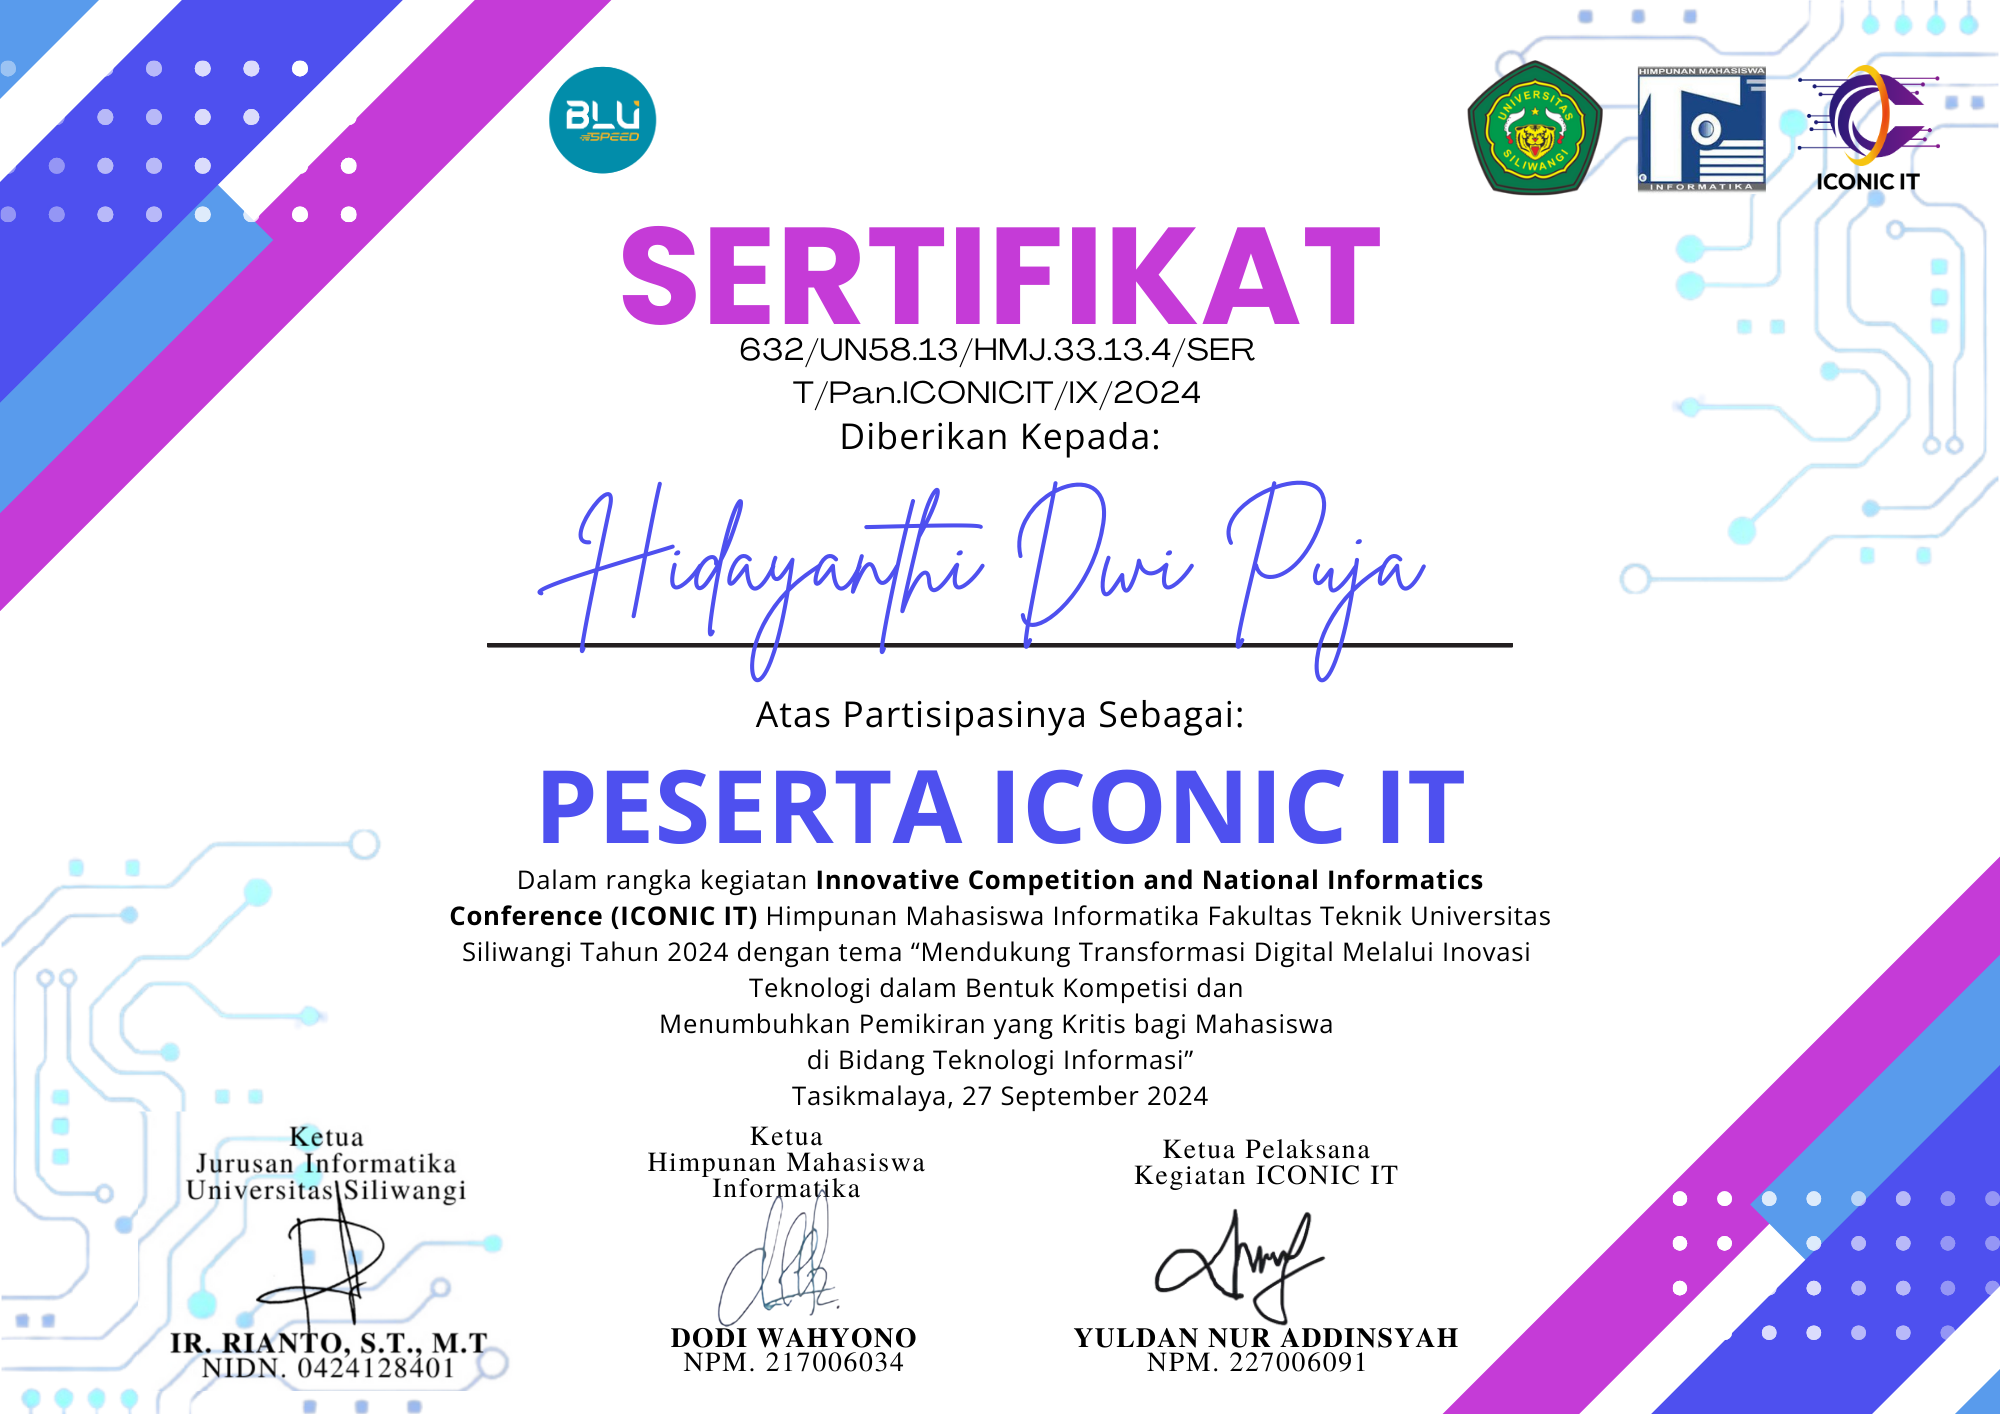 BLU
SPEED
UNIVERSITAS
SILIWANGI
HIMPUNAN MAHASISWA
INFORMATIKA
ICONIC IT
SERTIFIKAT
632/UN58.13/HMJ.33.13.4/SER
T/Pan.ICONICIT/IX/2024
Diberikan Kepada:
Hidayanthi Dwi Puja
Atas Partisipasinya Sebagai:
PESERTA ICONIC IT
Dalam rangka kegiatan Innovative Competition and National Informatics
Conference (ICONIC IT) Himpunan Mahasiswa Informatika Fakultas Teknik Universitas
Siliwangi Tahun 2024 dengan tema “Mendukung Transformasi Digital Melalui Inovasi
Teknologi dalam Bentuk Kompetisi dan
Menumbuhkan Pemikiran yang Kritis bagi Mahasiswa
di Bidang Teknologi Informasi”
Tasikmalaya, 27 September 2024
Ketua
Jurusan Informatika
Universitas Siliwangi
IR. RIANTO, S.T., M.T
NIDN. 0424128401
Ketua
Himpunan Mahasiswa
Informatika
DODI WAHYONO
NPM. 217006034
Ketua Pelaksana
Kegiatan ICONIC IT
YULDAN NUR ADDINSYAH
NPM. 227006091